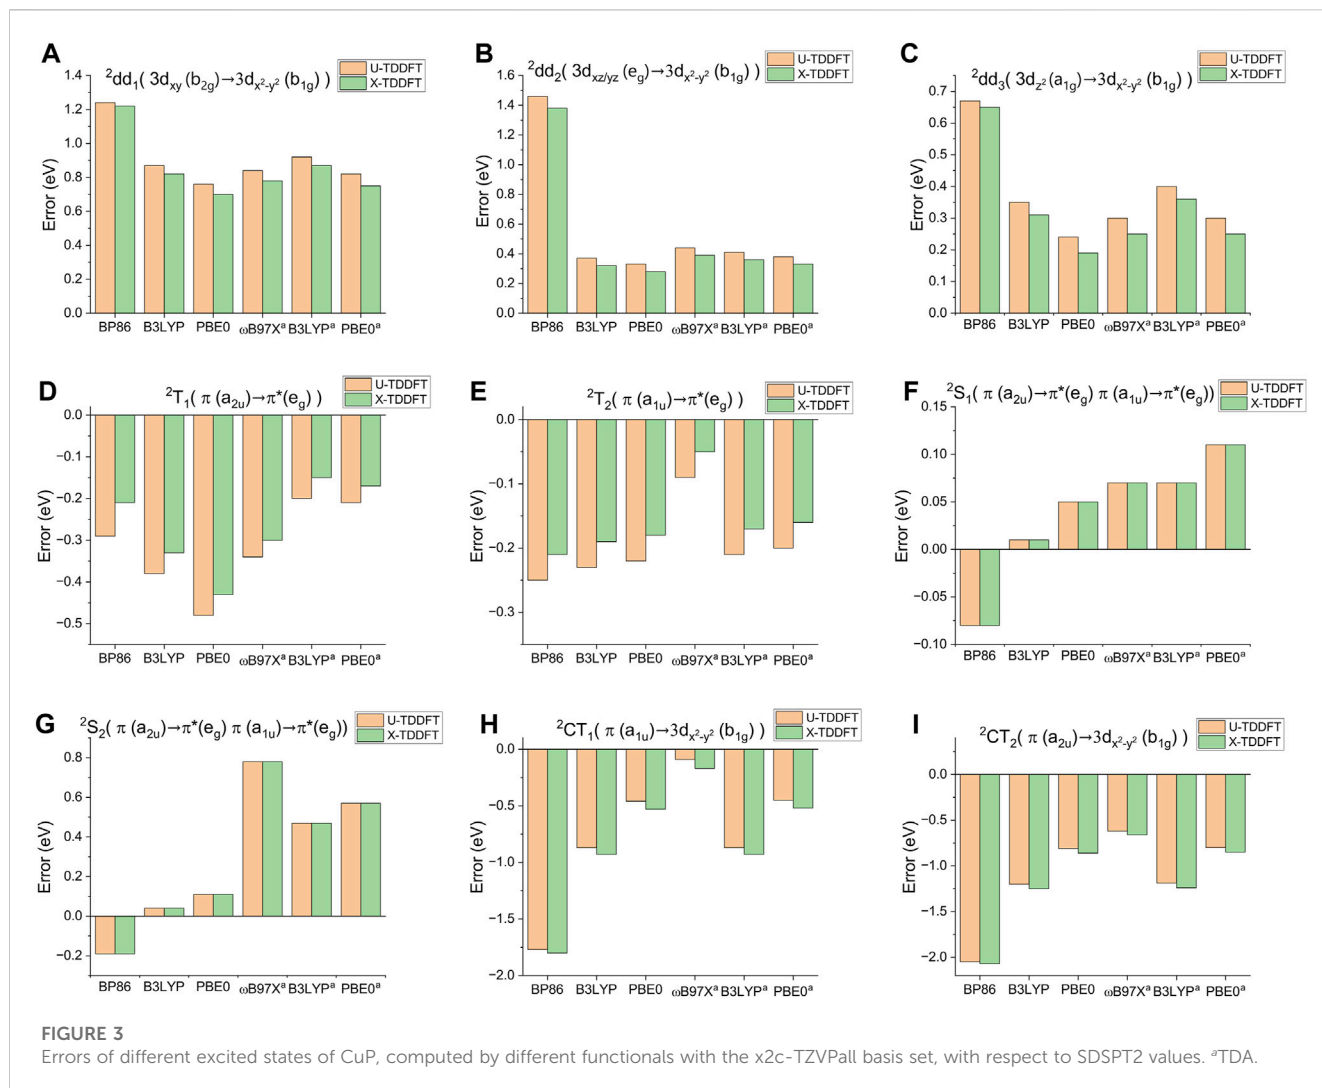 A
²dd₁( 3dxy (b₂g)→3dx²-y² (b₁g) )
U-TDDFT
X-TDDFT
Error (eV)
1.4
1.2
1.0
0.8
0.6
0.4
0.2
0.0
BP86 B3LYP PBE0 ωB97Xᵃ B3LYPᵃ PBE0ᵃ
B
²dd₂( 3dxz/yz (eg)→3dx²-y² (b₁g) )
U-TDDFT
X-TDDFT
Error (eV)
1.6
1.4
1.2
1.0
0.8
0.6
0.4
0.2
0.0
BP86 B3LYP PBE0 ωB97Xᵃ B3LYPᵃ PBE0ᵃ
C
²dd₃( 3dz² (a₁g)→3dx²-y² (b₁g) )
U-TDDFT
X-TDDFT
Error (eV)
0.7
0.6
0.5
0.4
0.3
0.2
0.1
0.0
BP86 B3LYP PBE0 ωB97Xᵃ B3LYPᵃ PBE0ᵃ
D
²T₁( π (a₂u)→π*(eg) )
U-TDDFT
X-TDDFT
Error (eV)
0.0
−0.1
−0.2
−0.3
−0.4
−0.5
BP86 B3LYP PBE0 ωB97Xᵃ B3LYPᵃ PBE0ᵃ
E
²T₂( π (a₁u)→π*(eg) )
U-TDDFT
X-TDDFT
Error (eV)
0.0
−0.1
−0.2
−0.3
BP86 B3LYP PBE0 ωB97Xᵃ B3LYPᵃ PBE0ᵃ
F
²S₁( π (a₂u)→π*(eg) π (a₁u)→π*(eg))
U-TDDFT
X-TDDFT
Error (eV)
0.15
0.10
0.05
0.00
−0.05
−0.10
BP86 B3LYP PBE0 ωB97Xᵃ B3LYPᵃ PBE0ᵃ
G
²S₂( π (a₂u)→π*(eg) π (a₁u)→π*(eg))
U-TDDFT
X-TDDFT
Error (eV)
0.8
0.6
0.4
0.2
0.0
−0.2
BP86 B3LYP PBE0 ωB97Xᵃ B3LYPᵃ PBE0ᵃ
H
²CT₁( π (a₁u)→3dx²-y² (b₁g) )
U-TDDFT
X-TDDFT
Error (eV)
0.0
−0.5
−1.0
−1.5
−2.0
BP86 B3LYP PBE0 ωB97Xᵃ B3LYPᵃ PBE0ᵃ
I
²CT₂( π (a₂u)→3dx²-y² (b₁g) )
U-TDDFT
X-TDDFT
Error (eV)
0.0
−0.5
−1.0
−1.5
−2.0
BP86 B3LYP PBE0 ωB97Xᵃ B3LYPᵃ PBE0ᵃ
FIGURE 3
Errors of different excited states of CuP, computed by different functionals with the x2c-TZVPall basis set, with respect to SDSPT2 values. ᵃTDA.